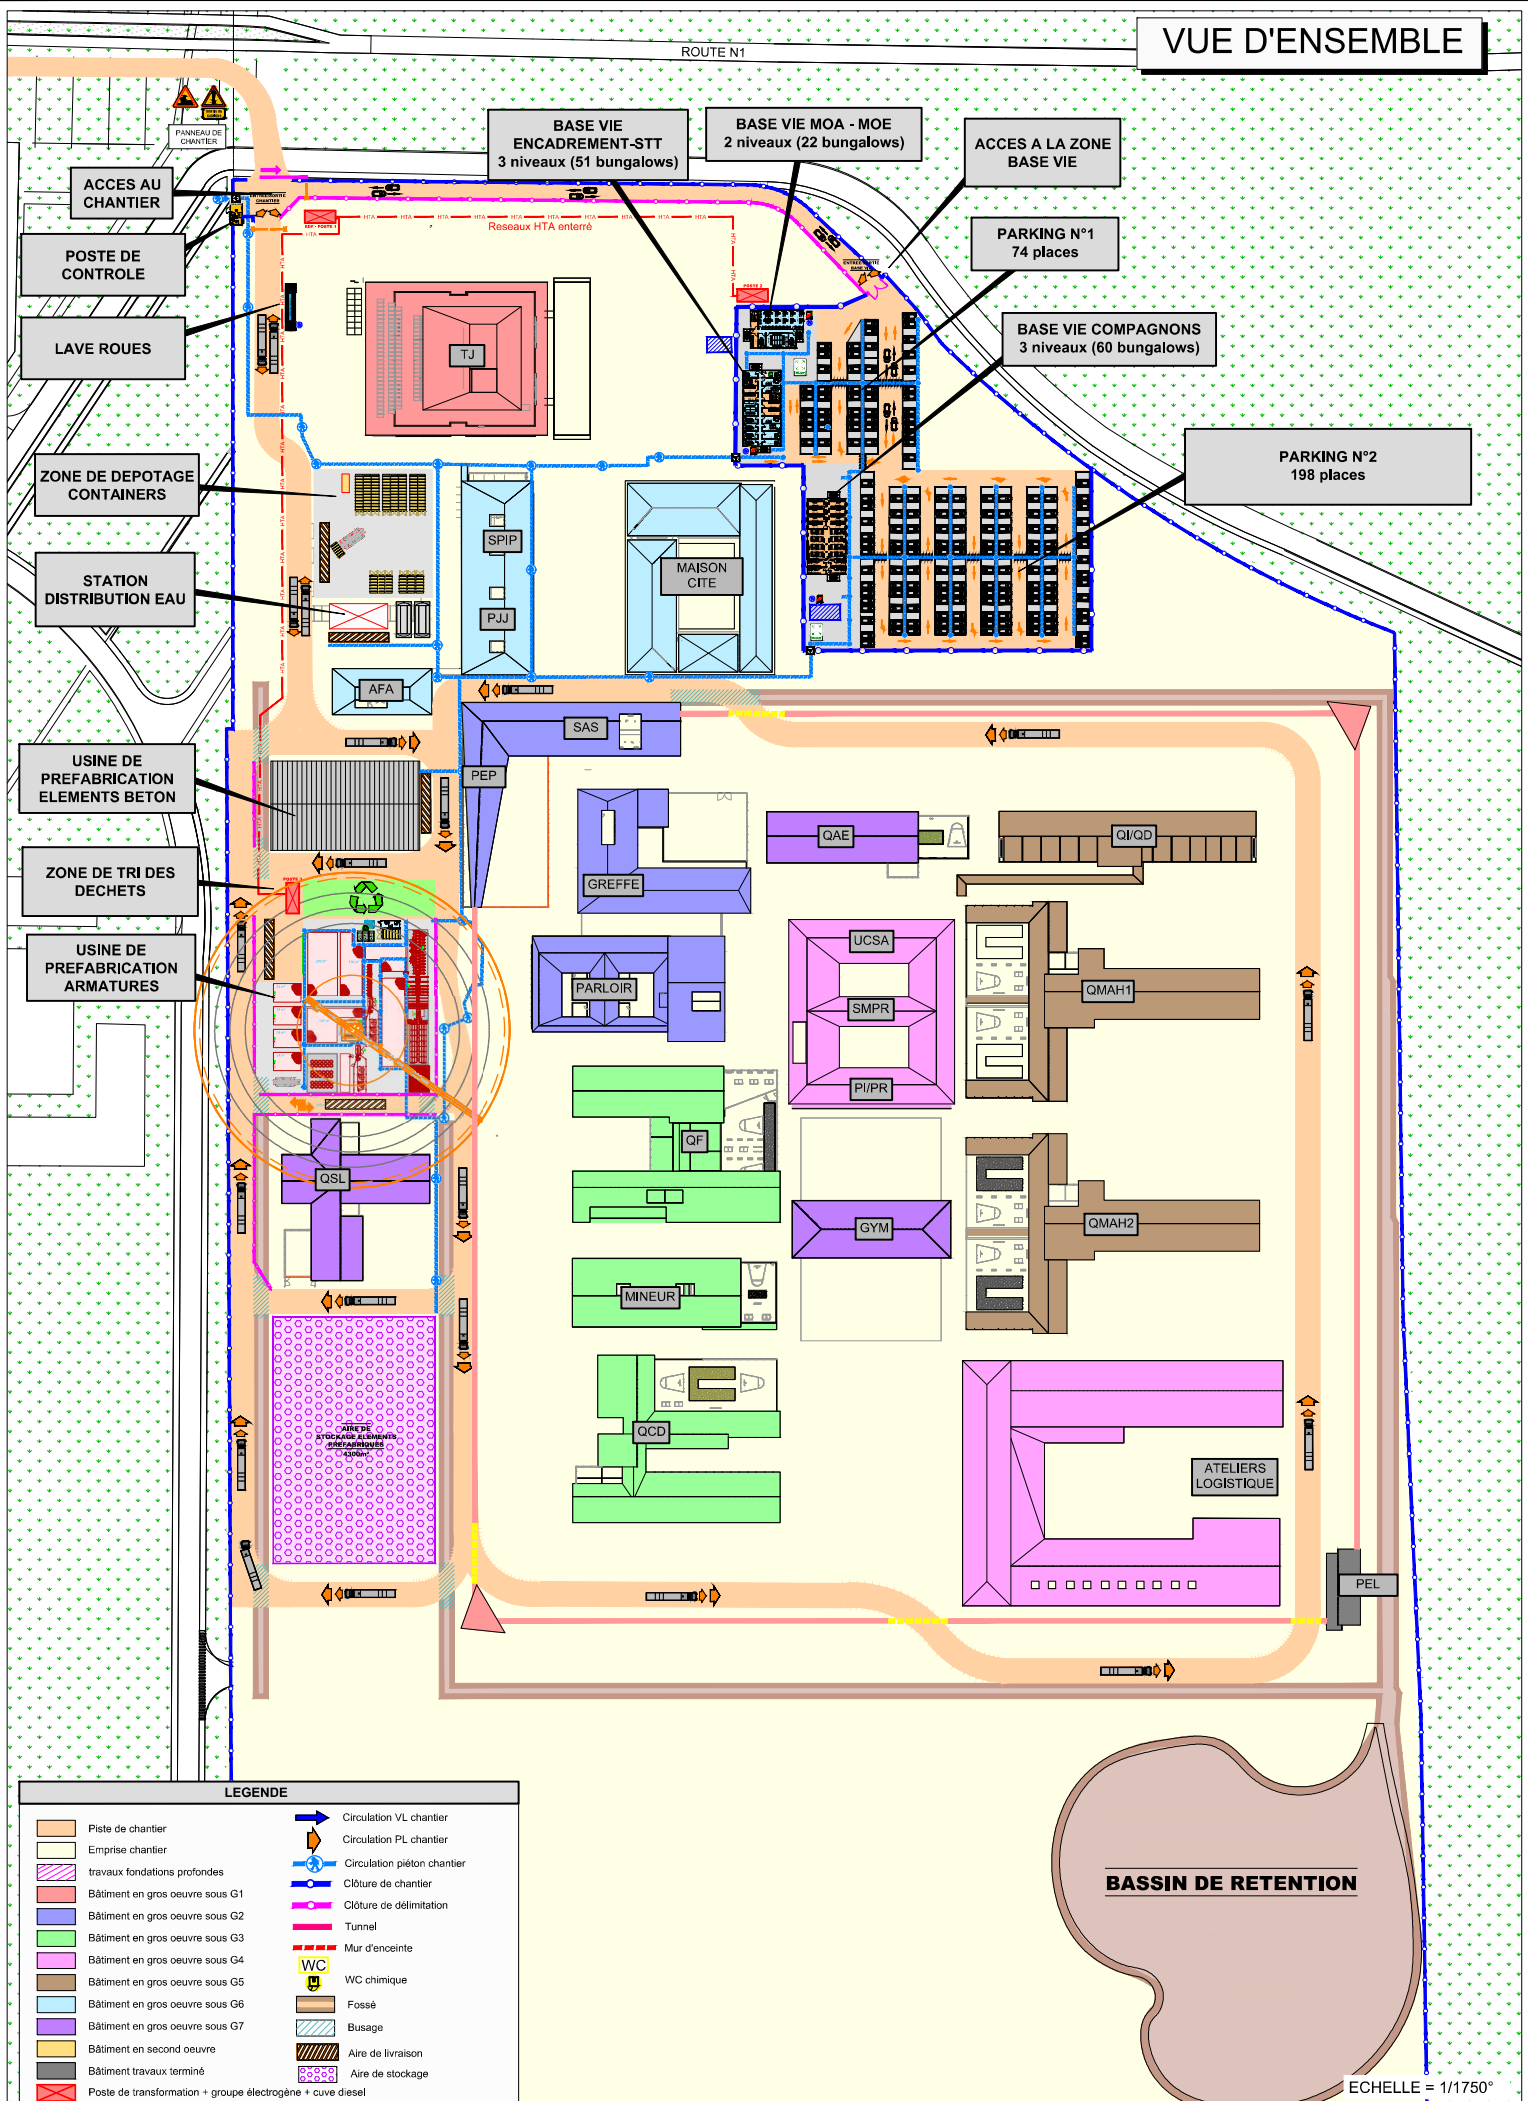 VUE D'ENSEMBLE
ROUTE N1
PANNEAU DE
CHANTIER
BASE VIE
ENCADREMENT-STT
3 niveaux (51 bungalows)
BASE VIE MOA - MOE
2 niveaux (22 bungalows)
ACCES A LA ZONE
BASE VIE
ACCES AU
CHANTIER
POSTE DE
CONTROLE
PARKING N°1
74 places
LAVE ROUES
BASE VIE COMPAGNONS
3 niveaux (60 bungalows)
Reseaux HTA enterré
HTA
EDF - POSTE 1
POSTE 2
TJ
ZONE DE DEPOTAGE
CONTAINERS
PARKING N°2
198 places
STATION
DISTRIBUTION EAU
SPIP
MAISON
CITE
PJJ
AFA
SAS
PEP
USINE DE
PREFABRICATION
ELEMENTS BETON
QAE
QI/QD
ZONE DE TRI DES
DECHETS
GREFFE
USINE DE
PREFABRICATION
ARMATURES
UCSA
PARLOIR
QMAH1
SMPR
PI/PR
QF
QSL
GYM
QMAH2
MINEUR
AIRE DE
STOCKAGE ELEMENTS
PREFABRIQUES
4300m²
QCD
ATELIERS
LOGISTIQUE
PEL
BASSIN DE RETENTION
LEGENDE
Piste de chantier
Emprise chantier
travaux fondations profondes
Bâtiment en gros oeuvre sous G1
Bâtiment en gros oeuvre sous G2
Bâtiment en gros oeuvre sous G3
Bâtiment en gros oeuvre sous G4
Bâtiment en gros oeuvre sous G5
Bâtiment en gros oeuvre sous G6
Bâtiment en gros oeuvre sous G7
Bâtiment en second oeuvre
Bâtiment travaux terminé
Poste de transformation + groupe électrogène + cuve diesel
Circulation VL chantier
Circulation PL chantier
Circulation piéton chantier
Clôture de chantier
Clôture de délimitation
Tunnel
Mur d'enceinte
WC
WC chimique
Fossé
Busage
Aire de livraison
Aire de stockage
ECHELLE = 1/1750°